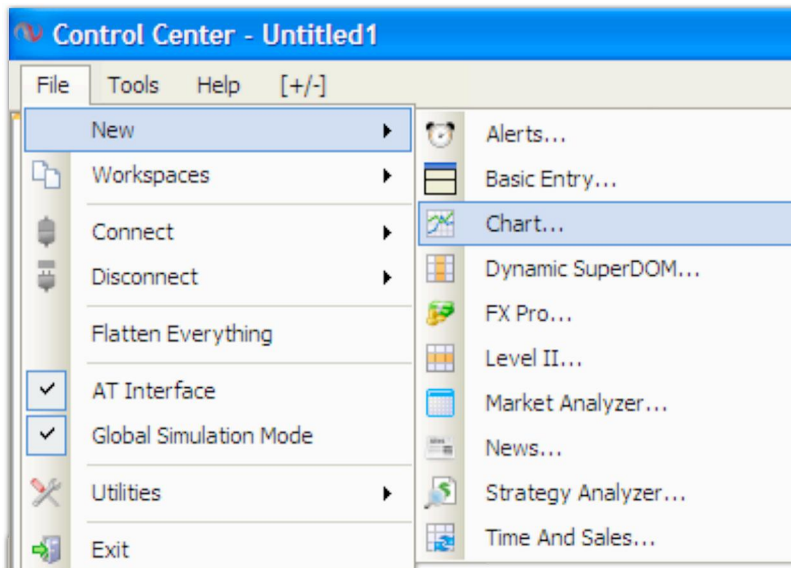 Control Center - Untitled1
File Tools Help [+/-]
New
Workspaces
Connect
Disconnect
Flatten Everything
AT Interface
Global Simulation Mode
Utilities
Exit
Alerts...
Basic Entry...
Chart...
Dynamic SuperDOM...
FX Pro...
Level II...
Market Analyzer...
News...
Strategy Analyzer...
Time And Sales...